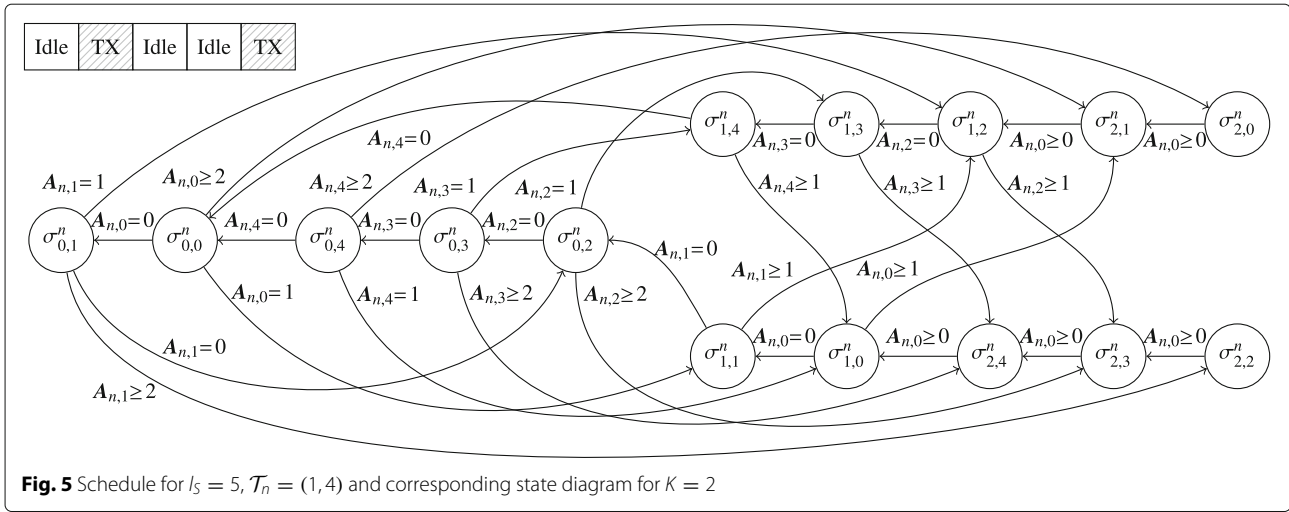 Idle TX Idle Idle TX
A_{n,4}=0
σ^n_{1,4} A_{n,3}=0 σ^n_{1,3} A_{n,2}=0 σ^n_{1,2} A_{n,0}≥0 σ^n_{2,1} A_{n,0}≥0 σ^n_{2,0}
A_{n,1}=1 A_{n,0}≥2 A_{n,4}≥2 A_{n,3}=1 A_{n,2}=1 A_{n,4}≥1 A_{n,3}≥1 A_{n,2}≥1
σ^n_{0,1} A_{n,0}=0 σ^n_{0,0} A_{n,4}=0 σ^n_{0,4} A_{n,3}=0 σ^n_{0,3} A_{n,2}=0 σ^n_{0,2} A_{n,1}=0
A_{n,0}=1 A_{n,4}=1 A_{n,3}≥2 A_{n,2}≥2 A_{n,1}≥1 A_{n,0}≥1
A_{n,1}=0
σ^n_{1,1} A_{n,0}=0 σ^n_{1,0} A_{n,0}≥0 σ^n_{2,4} A_{n,0}≥0 σ^n_{2,3} A_{n,0}≥0 σ^n_{2,2}
A_{n,1}≥2
Fig. 5 Schedule for l_S = 5, 𝒯_n = (1, 4) and corresponding state diagram for K = 2